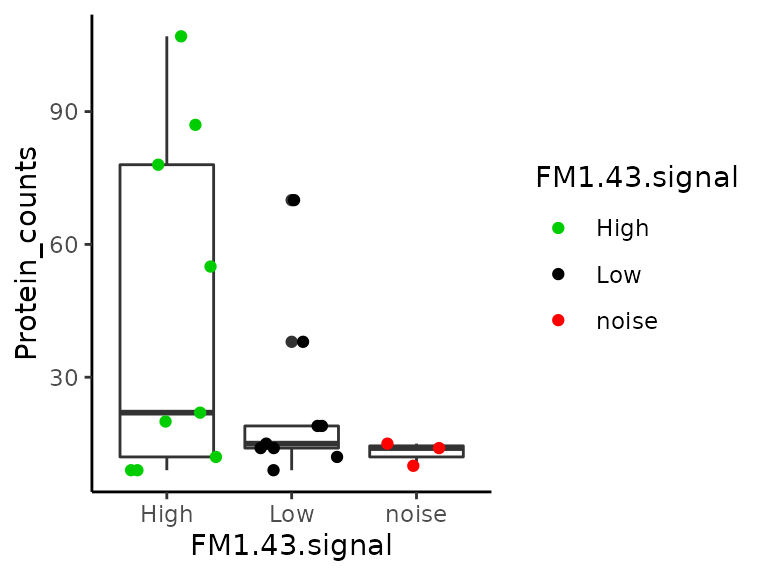 Protein_counts
90
60
30
High
Low
noise
FM1.43.signal
FM1.43.signal
High
Low
noise